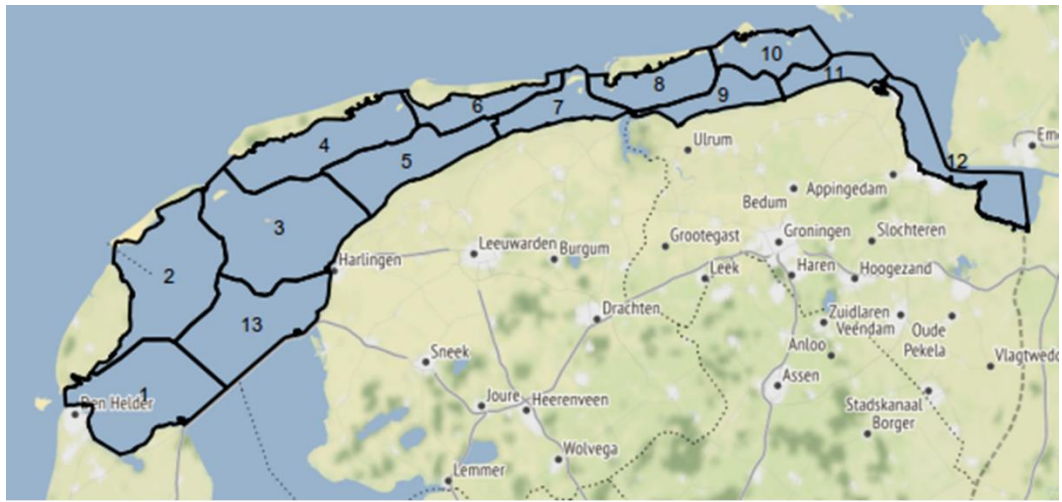 10
11
8
9
6
7
4
5
12
Eme
Ulrum
Appingedam
Bedum
3
Groningen
Slochteren
Grootegast
Leeuwarden
Burgum
Harlingen
Haren
Hoogezand
Leek
2
Drachten
Zuidlaren
Veendam
Oude
Pekela
13
Anloo
Sneek
Vlagtwedd
Assen
1
Den Helder
Joure
Heerenveen
Stadskanaal
Borger
Wolvega
Lemmer